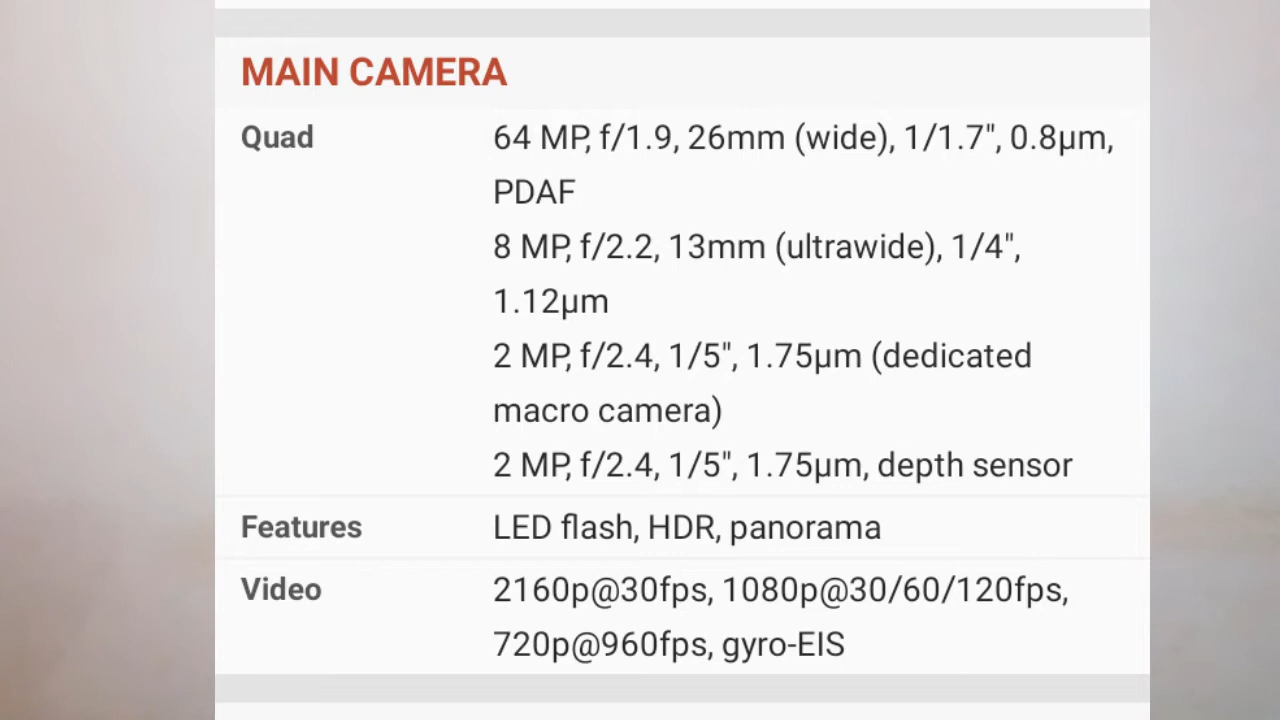 MAIN CAMERA
Quad 64 MP, f/1.9, 26mm (wide), 1/1.7", 0.8µm,
PDAF
8 MP, f/2.2, 13mm (ultrawide), 1/4",
1.12µm
2 MP, f/2.4, 1/5", 1.75µm (dedicated
macro camera)
2 MP, f/2.4, 1/5", 1.75µm, depth sensor
Features LED flash, HDR, panorama
Video 2160p@30fps, 1080p@30/60/120fps,
720p@960fps, gyro-EIS